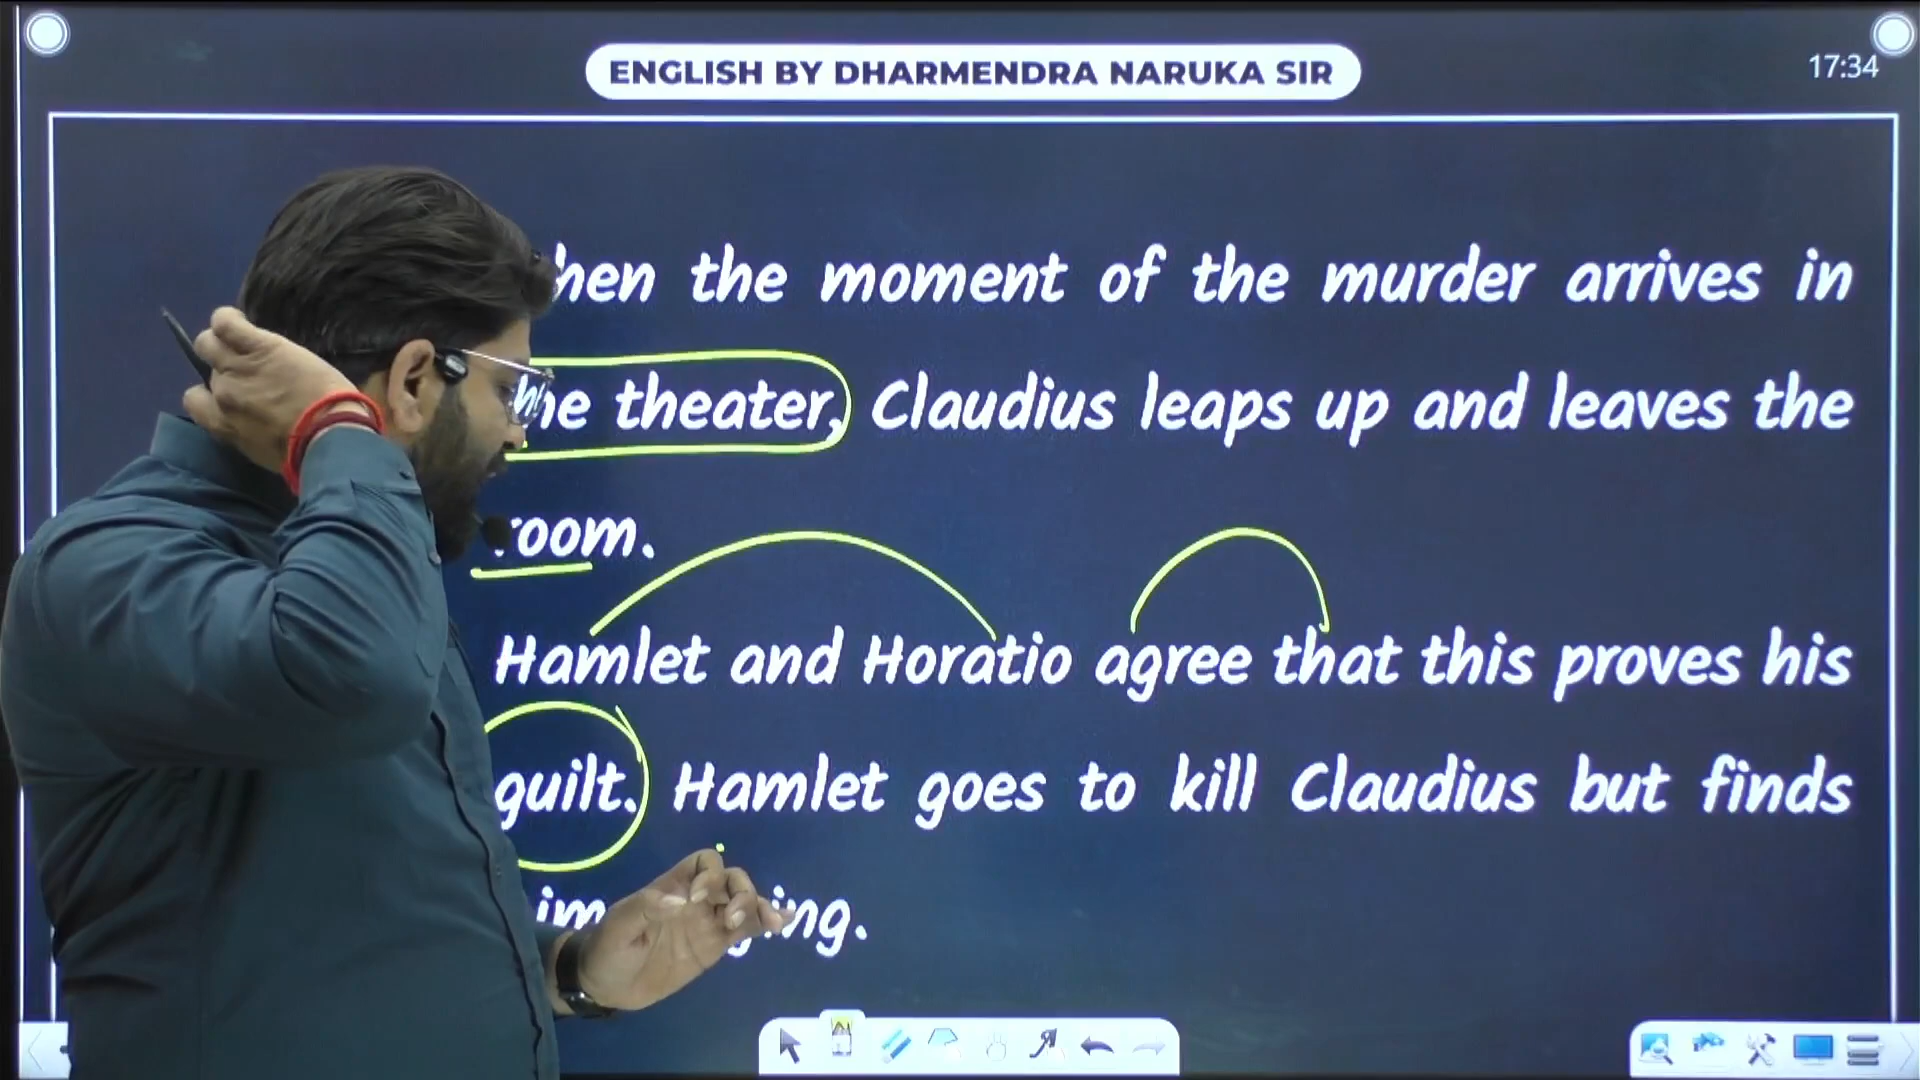 ENGLISH BY DHARMENDRA NARUKA SIR
17:34
hen the moment of the murder arrives in
he theater, Claudius leaps up and leaves the
room.
Hamlet and Horatio agree that this proves his
guilt. Hamlet goes to kill Claudius but finds